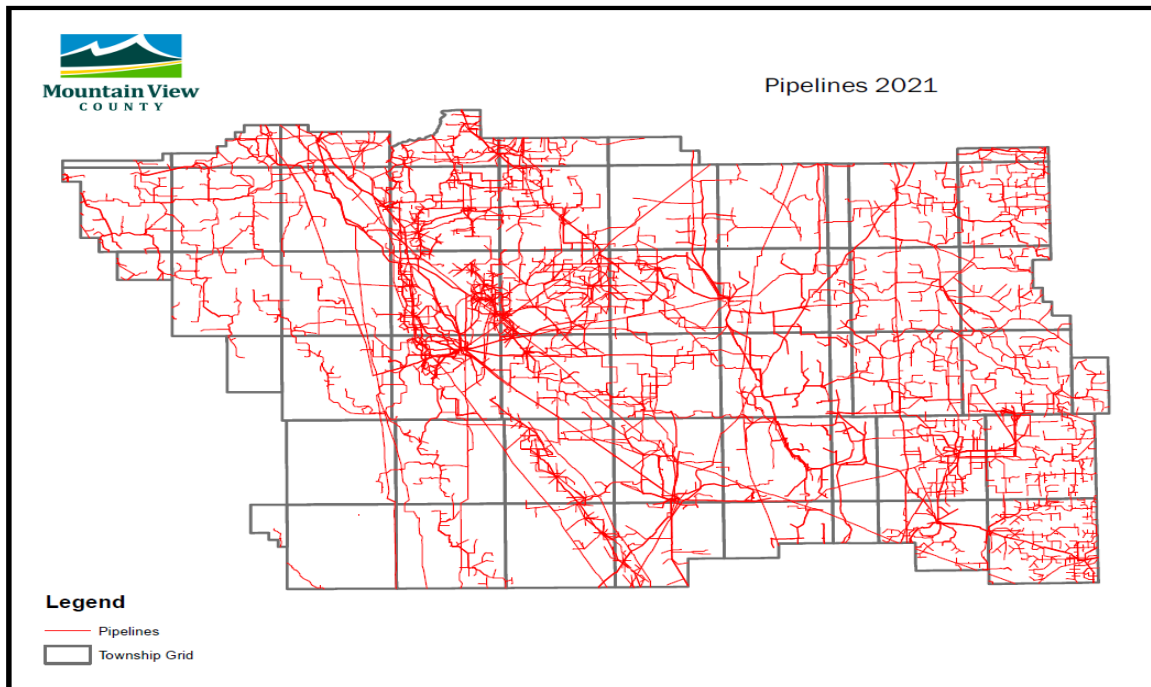 Mountain View
COUNTY
Pipelines 2021
Legend
Pipelines
Township Grid